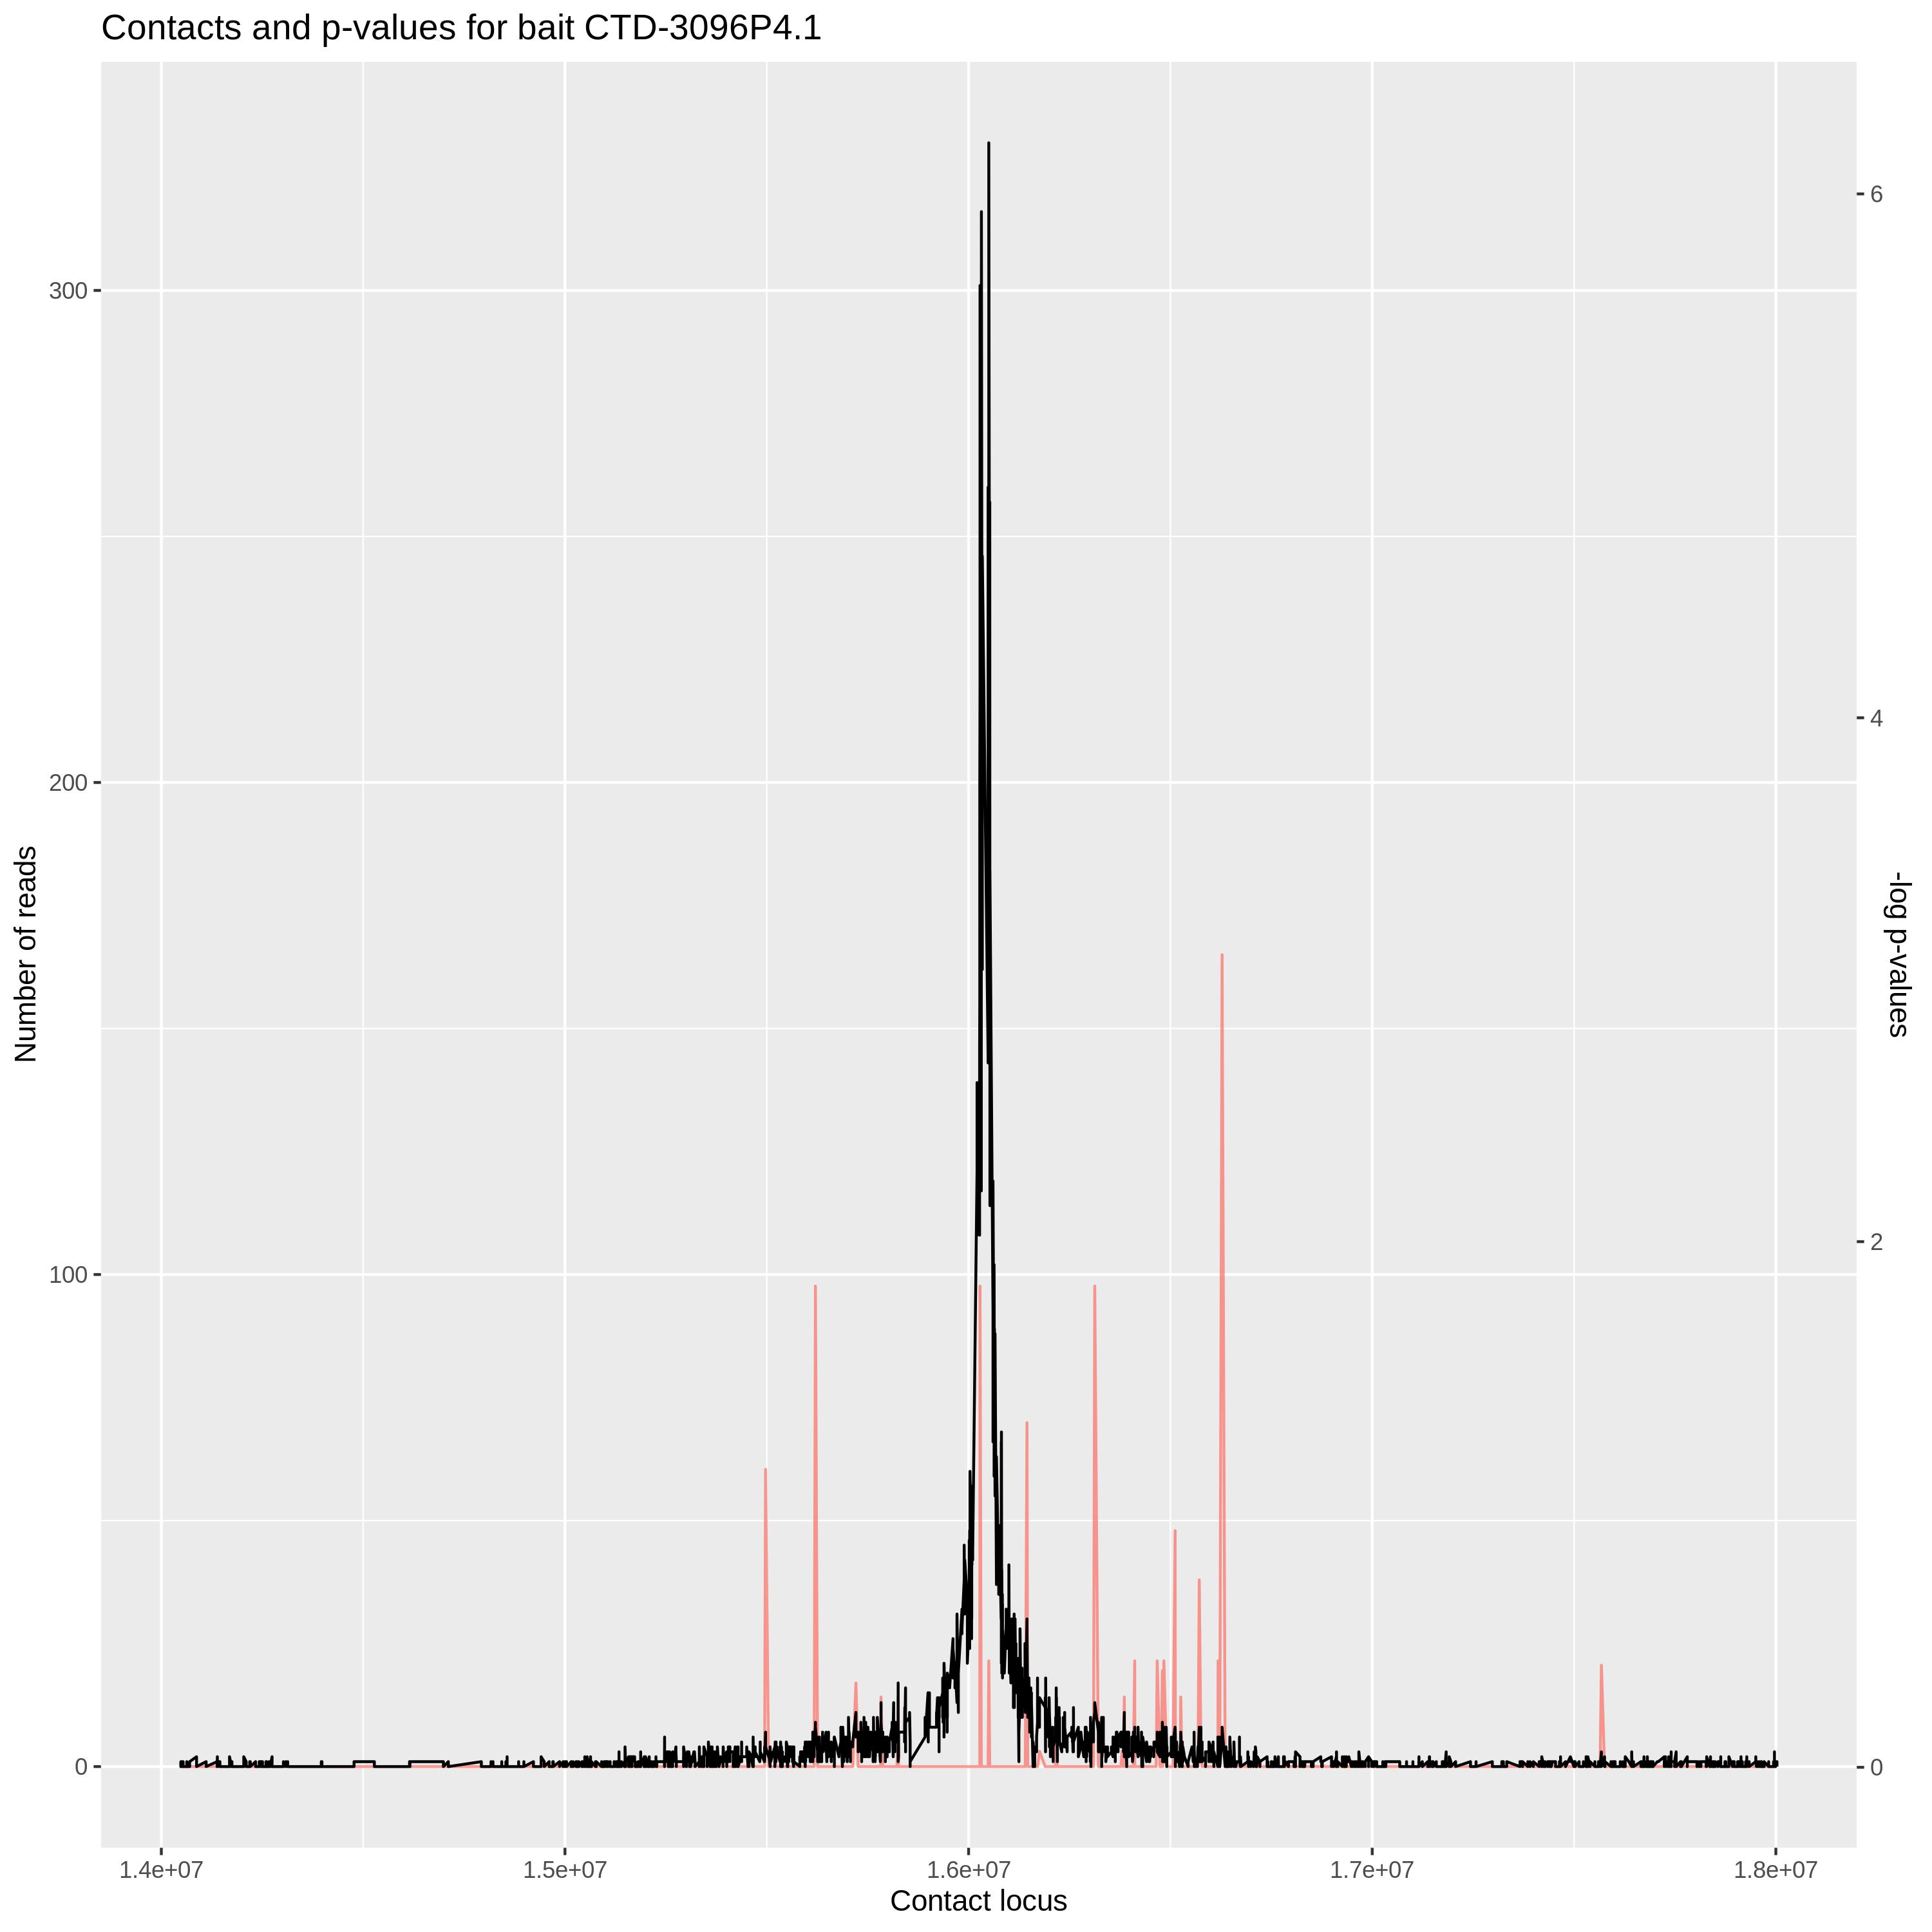 Contacts and p-values for bait CTD-3096P4.1
300
200
100
0
Number of reads
6
4
2
0
-log p-values
1.4e+07
1.5e+07
1.6e+07
1.7e+07
1.8e+07
Contact locus